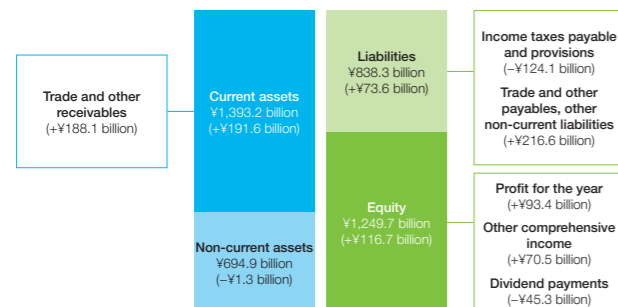 Trade and other
receivables
(+¥188.1 billion)
Current assets
¥1,393.2 billion
(+¥191.6 billion)
Non-current assets
¥694.9 billion
(–¥1.3 billion)
Liabilities
¥838.3 billion
(+¥73.6 billion)
Equity
¥1,249.7 billion
(+¥116.7 billion)
Income taxes payable
and provisions
(–¥124.1 billion)
Trade and other
payables, other
non-current liabilities
(+¥216.6 billion)
Profit for the year
(+¥93.4 billion)
Other comprehensive
income
(+¥70.5 billion)
Dividend payments
(–¥45.3 billion)